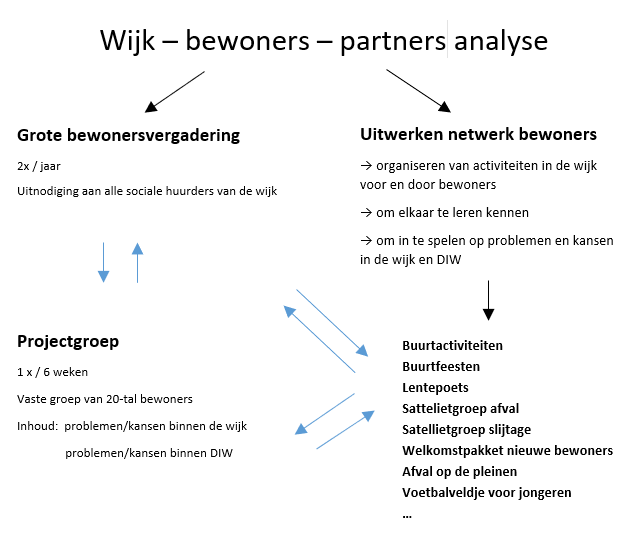 Wijk – bewoners – partners analyse
Grote bewonersvergadering
2x / jaar
Uitnodiging aan alle sociale huurders van de wijk
Uitwerken netwerk bewoners
→ organiseren van activiteiten in de wijk
voor en door bewoners
→ om elkaar te leren kennen
→ om in te spelen op problemen en kansen
in de wijk en DIW
Projectgroep
1 x / 6 weken
Vaste groep van 20-tal bewoners
Inhoud: problemen/kansen binnen de wijk
problemen/kansen binnen DIW
Buurtactiviteiten
Buurtfeesten
Lentepoets
Sattelietgroep afval
Satellietgroep slijtage
Welkomstpakket nieuwe bewoners
Afval op de pleinen
Voetbalveldje voor jongeren
…